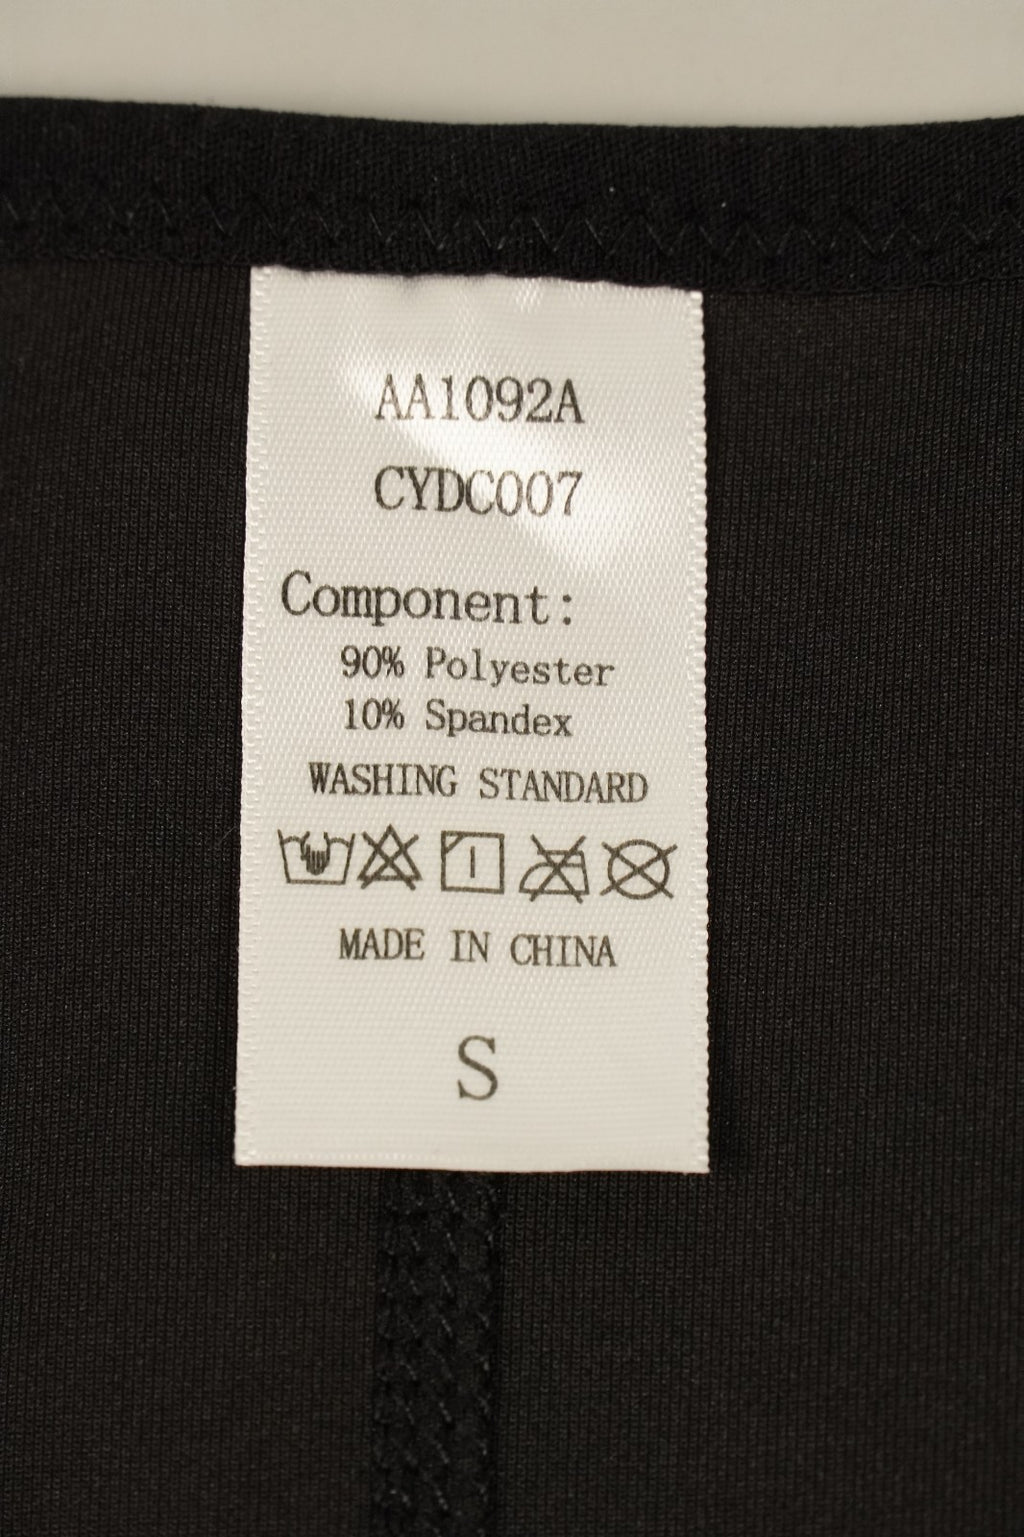 AA1092A
CYDC007
Component:
90% Polyester
10% Spandex
WASHING STANDARD
MADE IN CHINA
S